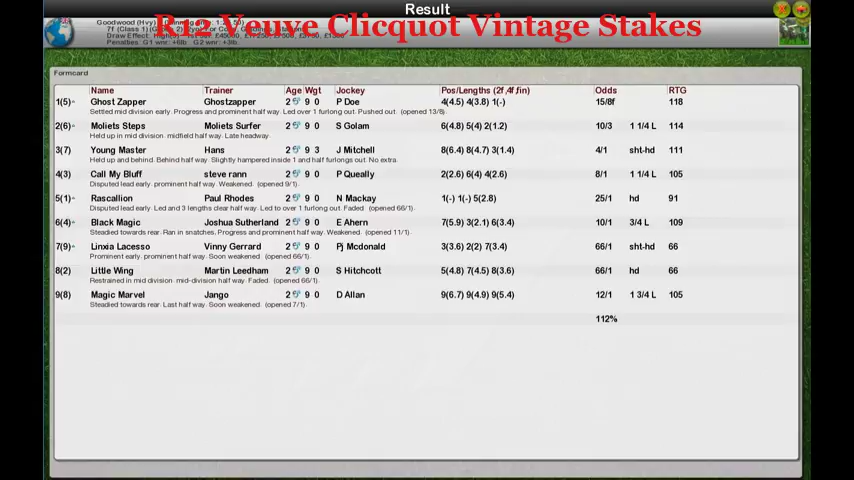 Result
R12 Veuve Clicquot Vintage Stakes
Formcard
Name Trainer Age Wgt Jockey Pos/Lengths (2f,4f,fin) Odds RTG
1(5) Ghost Zapper Ghostzapper 2 9 0 P Doe 4(4.5) 4(3.8) 1(-) 15/8f 118
Settled mid division early. Progress and prominent half way. Led over 1 furlong out. Pushed out. (opened 13/8)
2(6) Moliets Steps Moliets Surfer 2 9 0 S Golam 6(4.8) 5(4) 2(1.2) 10/3 1 1/4 L 114
Held up in mid division. midfield half way. Late headway.
3(7) Young Master Hans 2 9 3 J Mitchell 8(6.4) 8(4.7) 3(1.4) 4/1 sht-hd 111
Held up and behind. Behind half way. Slightly hampered inside 1 and half furlongs out. No extra.
4(3) Call My Bluff steve rann 2 9 0 P Queally 2(2.6) 6(4) 4(2.6) 8/1 1 1/4 L 105
Disputed lead early. prominent half way. Weakened. (opened 9/1)
5(1) Rascallion Paul Rhodes 2 9 0 N Mackay 1(-) 1(-) 5(2.8) 25/1 hd 91
Disputed lead early. Led and 3 lengths clear half way. Led to over 1 furlong out. Faded. (opened 66/1)
6(4) Black Magic Joshua Sutherland 2 9 0 E Ahern 7(5.9) 3(2.1) 6(3.4) 10/1 3/4 L 109
Steadied towards rear. Ran in snatches. Progress and prominent half way. Weakened. (opened 11/1)
7(9) Linxia Lacesso Vinny Gerrard 2 9 0 Pj Mcdonald 3(3.6) 2(2) 7(3.4) 66/1 sht-hd 66
Prominent early. prominent half way. Soon weakened. (opened 66/1)
8(2) Little Wing Martin Leedham 2 9 0 S Hitchcott 5(4.8) 7(4.5) 8(3.6) 66/1 hd 66
Restrained in mid division. mid-division half way. Faded. (opened 66/1)
9(8) Magic Marvel Jango 2 9 0 D Allan 9(6.7) 9(4.9) 9(5.4) 12/1 1 3/4 L 105
Steadied towards rear. Last half way. Soon weakened. (opened 7/1)
112%